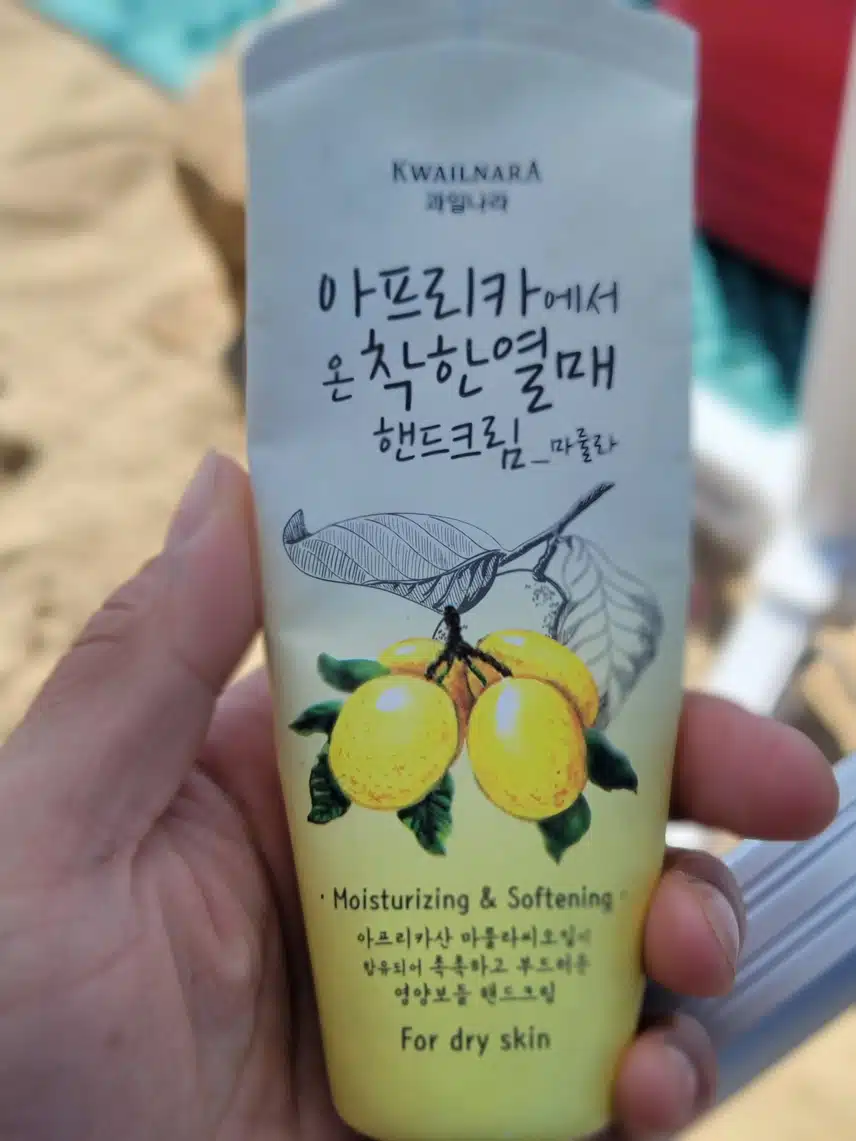 KWAILNARA
과일나라
아프리카에서
온 착한열매
핸드크림_마룰라
· Moisturizing & Softening ·
아프리카산 마룰라씨오일이
함유되어 촉촉하고 부드러운
영양보들 핸드크림
For dry skin